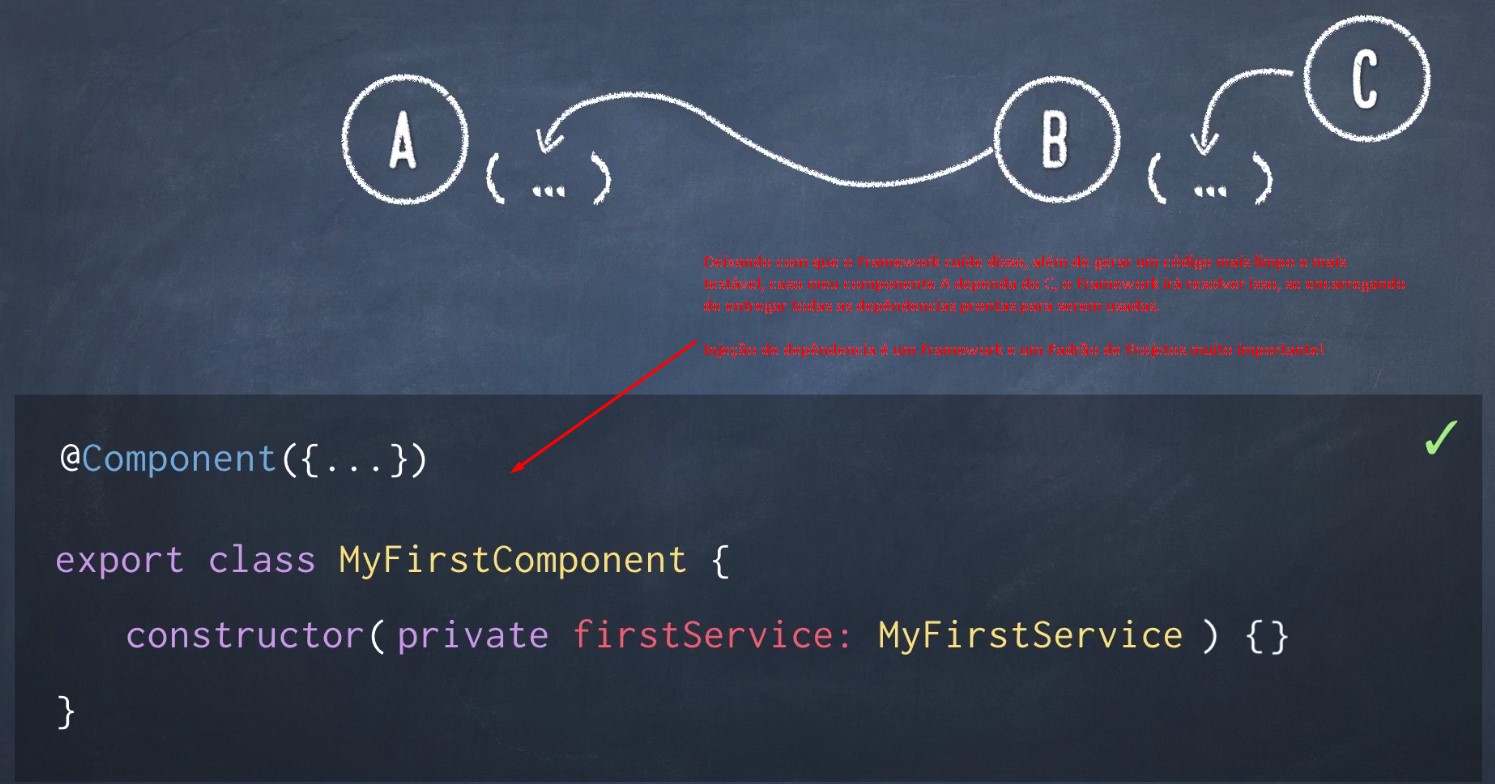 A
( ... )
B
( ... )
C
Deixando com que o Framework cuide disso, além de gerar um código mais limpo e mais
testável, caso meu componente A dependa do C, o Framework irá resolver isso, se encarregando
de entregar todas as depêndencias prontas para serem usadas.
Injeção de depêndencia é um Framework e um Padrão de Projetos muito importante!
@Component({...})
✓
export class MyFirstComponent {
constructor( private firstService: MyFirstService ) {}
}